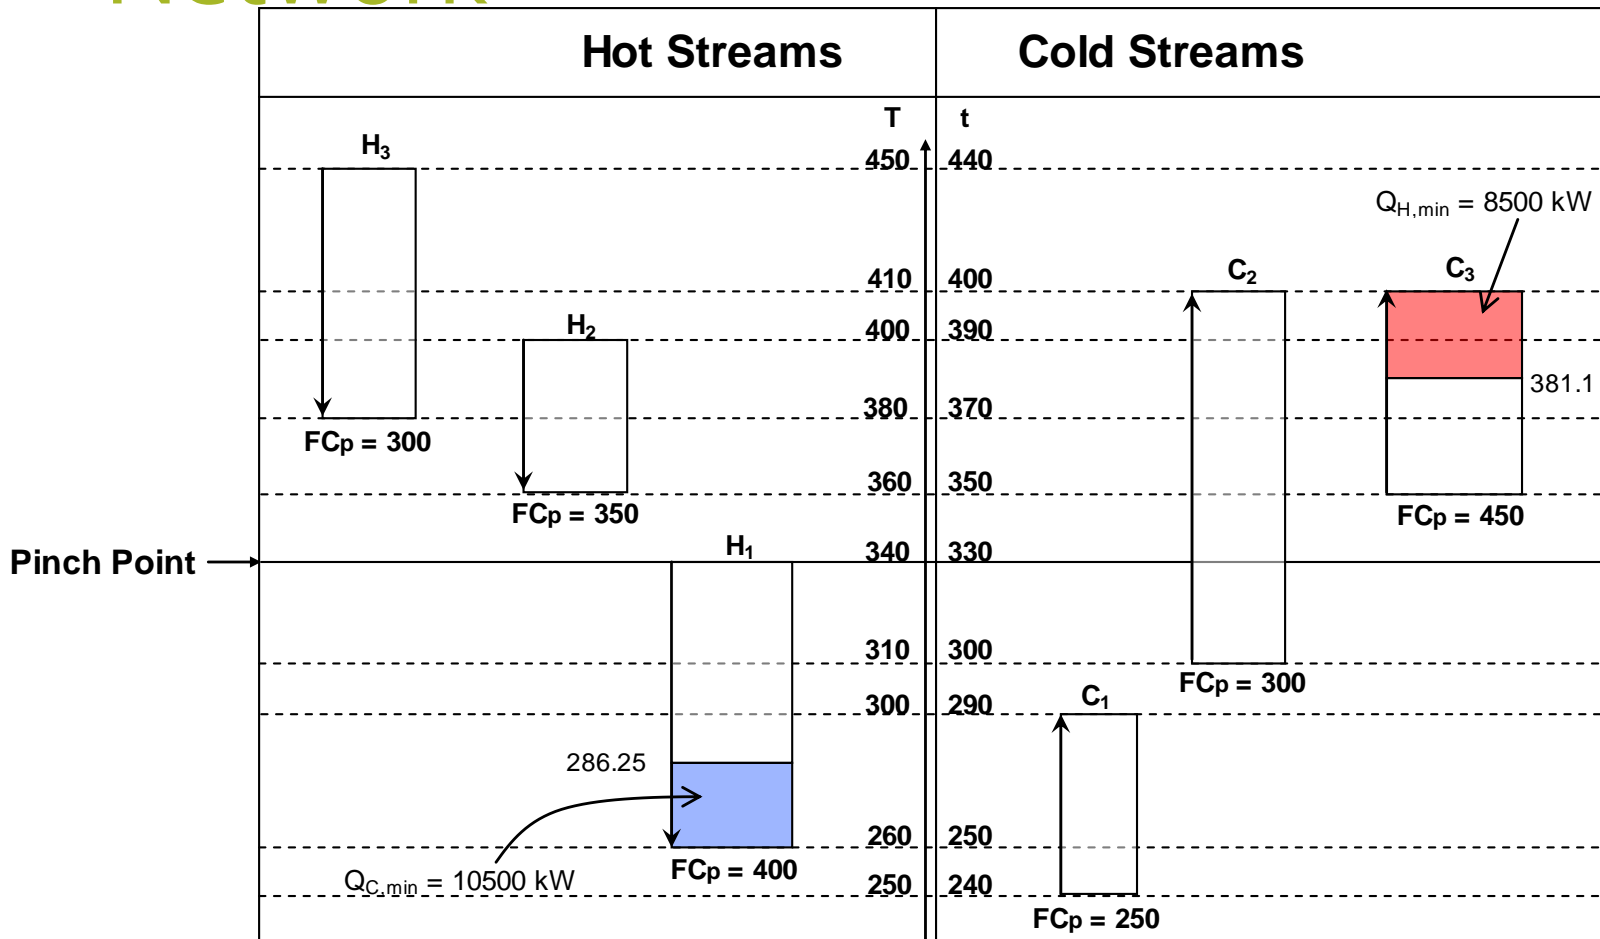 Network
Hot Streams
Cold Streams
T
t
H3
450
440
QH,min = 8500 kW
C2
C3
410
400
H2
400
390
381.1
380
370
FCp = 300
360
350
FCp = 350
FCp = 450
Pinch Point
H1
340
330
310
300
FCp = 300
C1
300
290
286.25
260
250
FCp = 400
QC,min = 10500 kW
250
240
FCp = 250